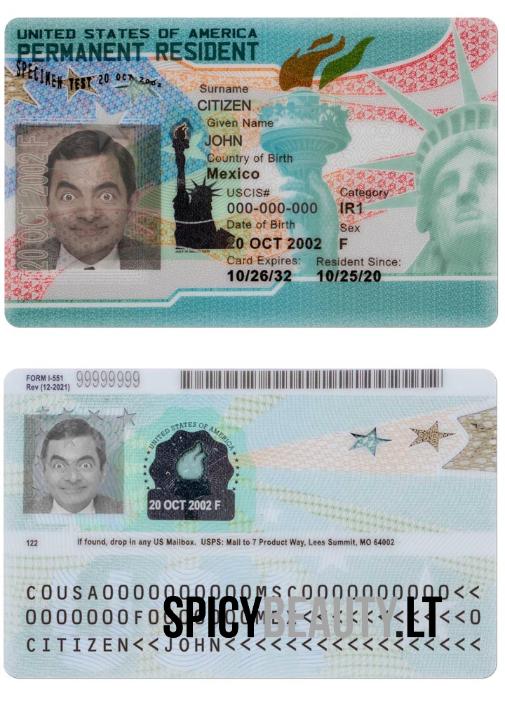 UNITED STATES OF AMERICA
PERMANENT RESIDENT
SPECIMEN TEST 20 OCT 2002
Surname
CITIZEN
Given Name
JOHN
Country of Birth
Mexico
USCIS#
Category
000-000-000
IR1
Date of Birth
Sex
20 OCT 2002
F
Card Expires:
Resident Since:
10/26/32
10/25/20
20 OCT 2002 F
FORM I-551
Rev (12-2021)
99999999
UNITED STATES OF AMERICA
20 OCT 2002 F
122
If found, drop in any US Mailbox. USPS: Mail to 7 Product Way, Lees Summit, MO 64002
SPICYBEAUTY.LT
CITIZEN<<JOHN<<<<<<<<<<<<<<<<<